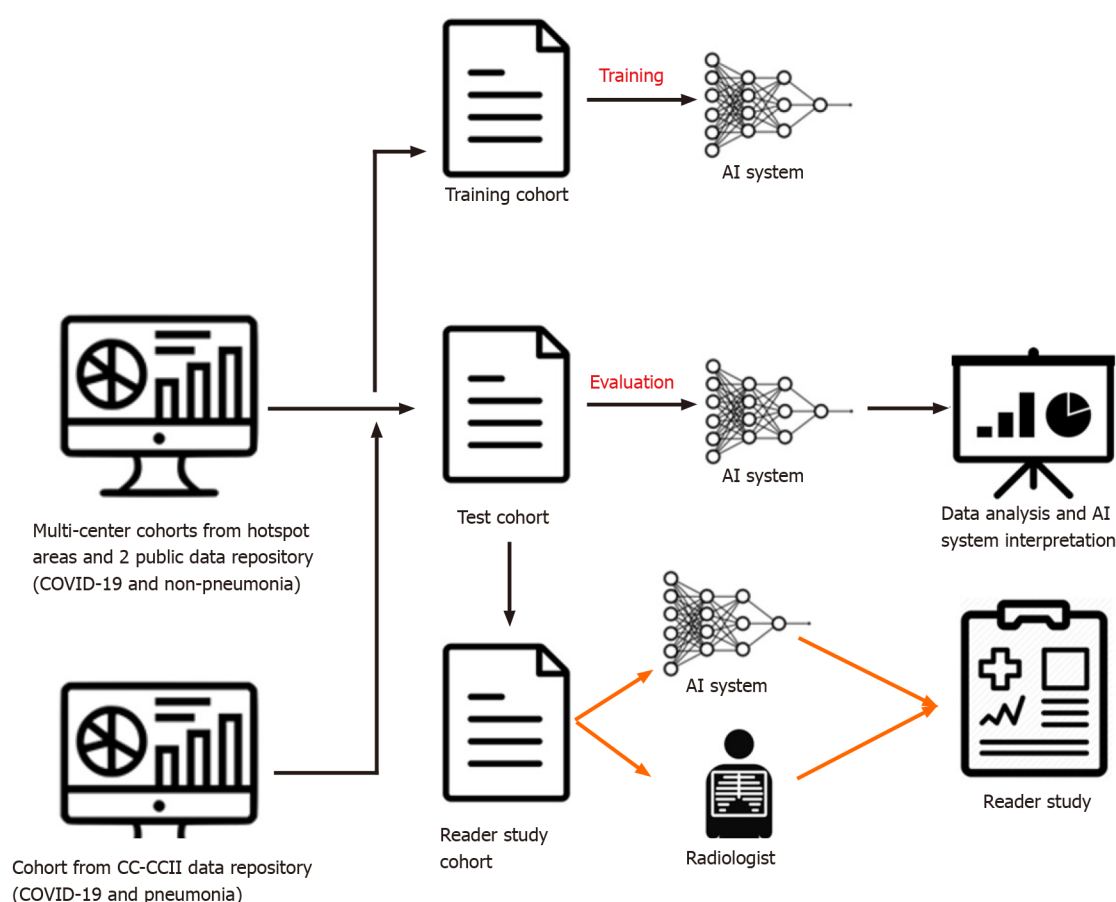 Training
AI system
Training cohort
Evaluation
AI system
Test cohort
Data analysis and AI
system interpretation
Multi-center cohorts from hotspot
areas and 2 public data repository
(COVID-19 and non-pneumonia)
AI system
Reader study
Reader study
cohort
Radiologist
Cohort from CC-CCII data repository
(COVID-19 and pneumonia)